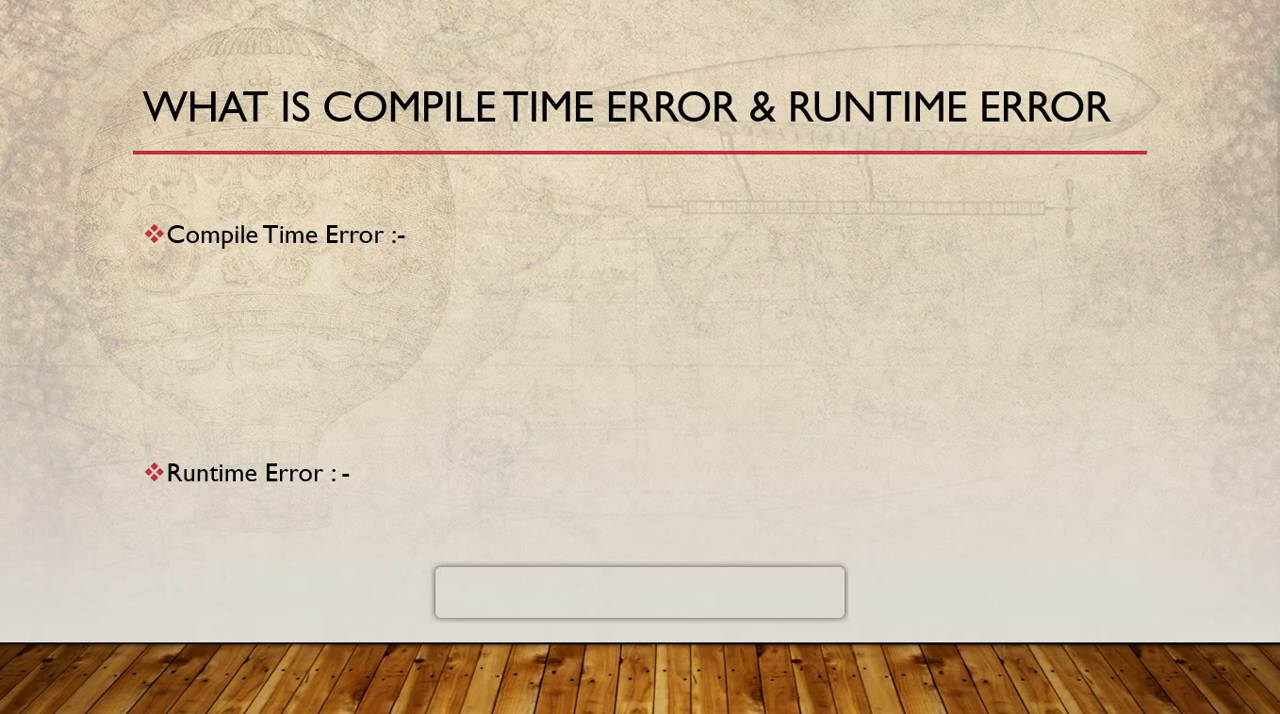 WHAT IS COMPILE TIME ERROR & RUNTIME ERROR
Compile Time Error :-
Runtime Error : -